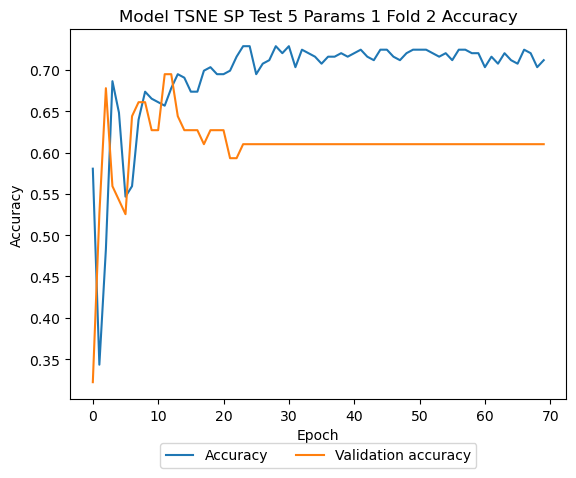 Model TSNE SP Test 5 Params 1 Fold 2 Accuracy
0.70
0.65
0.60
0.55
0.50
0.45
0.40
0.35
Accuracy
0 10 20 30 40 50 60 70
Epoch
Accuracy Validation accuracy